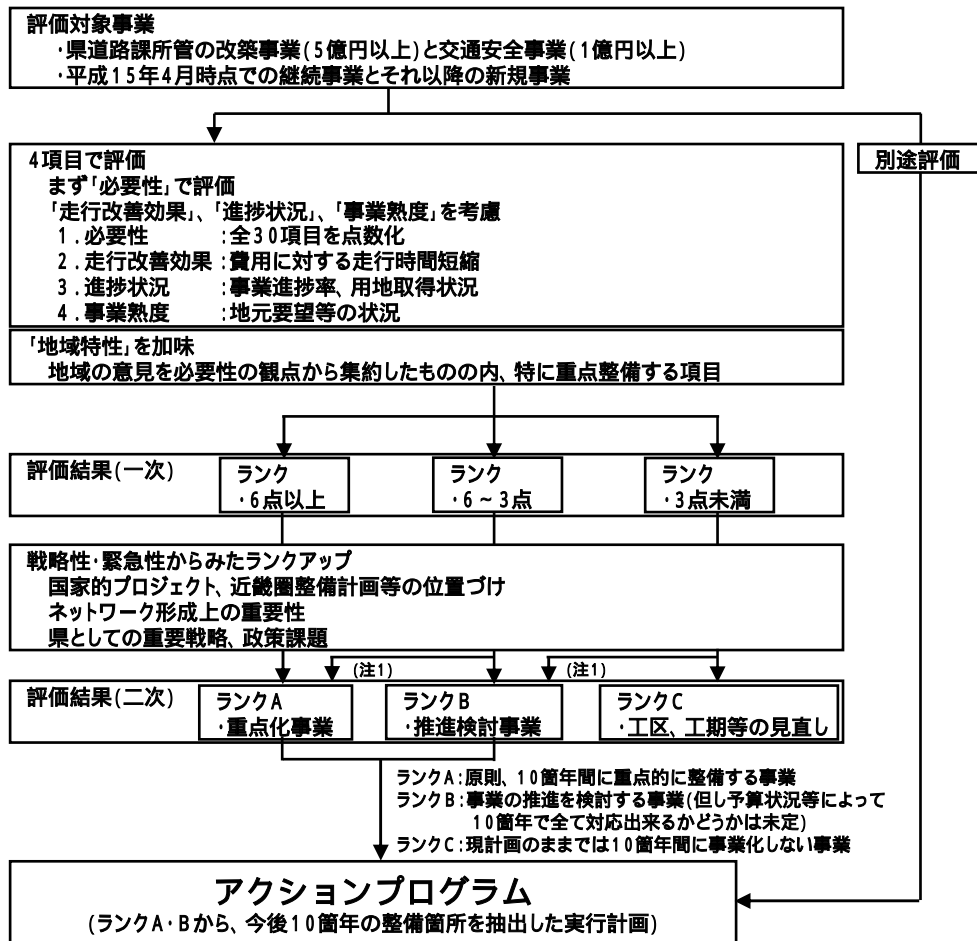 評価対象事業
・県道路課所管の改築事業(5億円以上)と交通安全事業(1億円以上)
・平成15年4月時点での継続事業とそれ以降の新規事業
4項目で評価
別途評価
まず「必要性」で評価
「走行改善効果」、「進捗状況」、「事業熟度」を考慮
1.必要性 :全30項目を点数化
2.走行改善効果:費用に対する走行時間短縮
3.進捗状況 :事業進捗率、用地取得状況
4.事業熟度 :地元要望等の状況
「地域特性」を加味
地域の意見を必要性の観点から集約したものの内、特に重点整備する項目
評価結果(一次)
ランク
・6点以上
ランク
・6~3点
ランク
・3点未満
戦略性・緊急性からみたランクアップ
国家的プロジェクト、近畿圏整備計画等の位置づけ
ネットワーク形成上の重要性
県としての重要戦略、政策課題
(注1)
(注1)
評価結果(二次)
ランクA
・重点化事業
ランクB
・推進検討事業
ランクC
・工区、工期等の見直し
ランクA:原則、10箇年間に重点的に整備する事業
ランクB:事業の推進を検討する事業(但し予算状況等によって
10箇年で全て対応出来るかどうかは未定)
ランクC:現計画のままでは10箇年間に事業化しない事業
アクションプログラム
(ランクA・Bから、今後10箇年の整備箇所を抽出した実行計画)